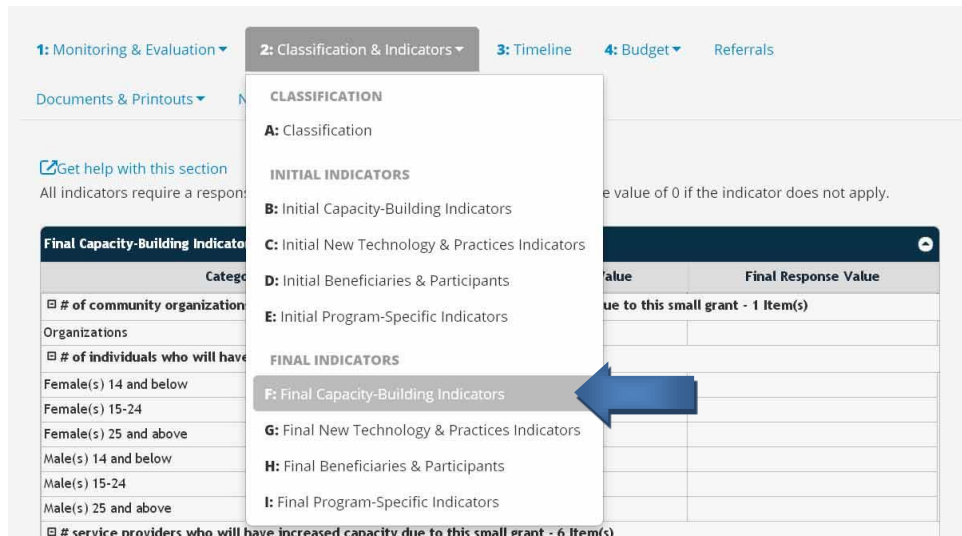 1: Monitoring & Evaluation
2: Classification & Indicators
3: Timeline
4: Budget
Referrals
Documents & Printouts
N
CLASSIFICATION
A: Classification
INITIAL INDICATORS
B: Initial Capacity-Building Indicators
C: Initial New Technology & Practices Indicators
D: Initial Beneficiaries & Participants
E: Initial Program-Specific Indicators
FINAL INDICATORS
F: Final Capacity-Building Indicators
G: Final New Technology & Practices Indicators
H: Final Beneficiaries & Participants
I: Final Program-Specific Indicators
Get help with this section
All indicators require a respon e value of 0 if the indicator does not apply.
Final Capacity-Building Indicato
Catego alue Final Response Value
# of community organization ue to this small grant - 1 Item(s)
Organizations
# of individuals who will have
Female(s) 14 and below
Female(s) 15-24
Female(s) 25 and above
Male(s) 14 and below
Male(s) 15-24
Male(s) 25 and above
# service providers who will have increased capacity due to this small grant - 6 Item(s)